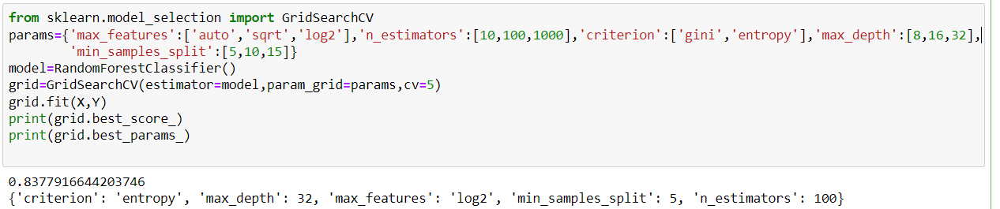 from sklearn.model_selection import GridSearchCV
params={'max_features':['auto','sqrt','log2'],'n_estimators':[10,100,1000],'criterion':['gini','entropy'],'max_depth':[8,16,32],
'min_samples_split':[5,10,15]}
model=RandomForestClassifier()
grid=GridSearchCV(estimator=model,param_grid=params,cv=5)
grid.fit(X,Y)
print(grid.best_score_)
print(grid.best_params_)
0.8377916644203746
{'criterion': 'entropy', 'max_depth': 32, 'max_features': 'log2', 'min_samples_split': 5, 'n_estimators': 100}